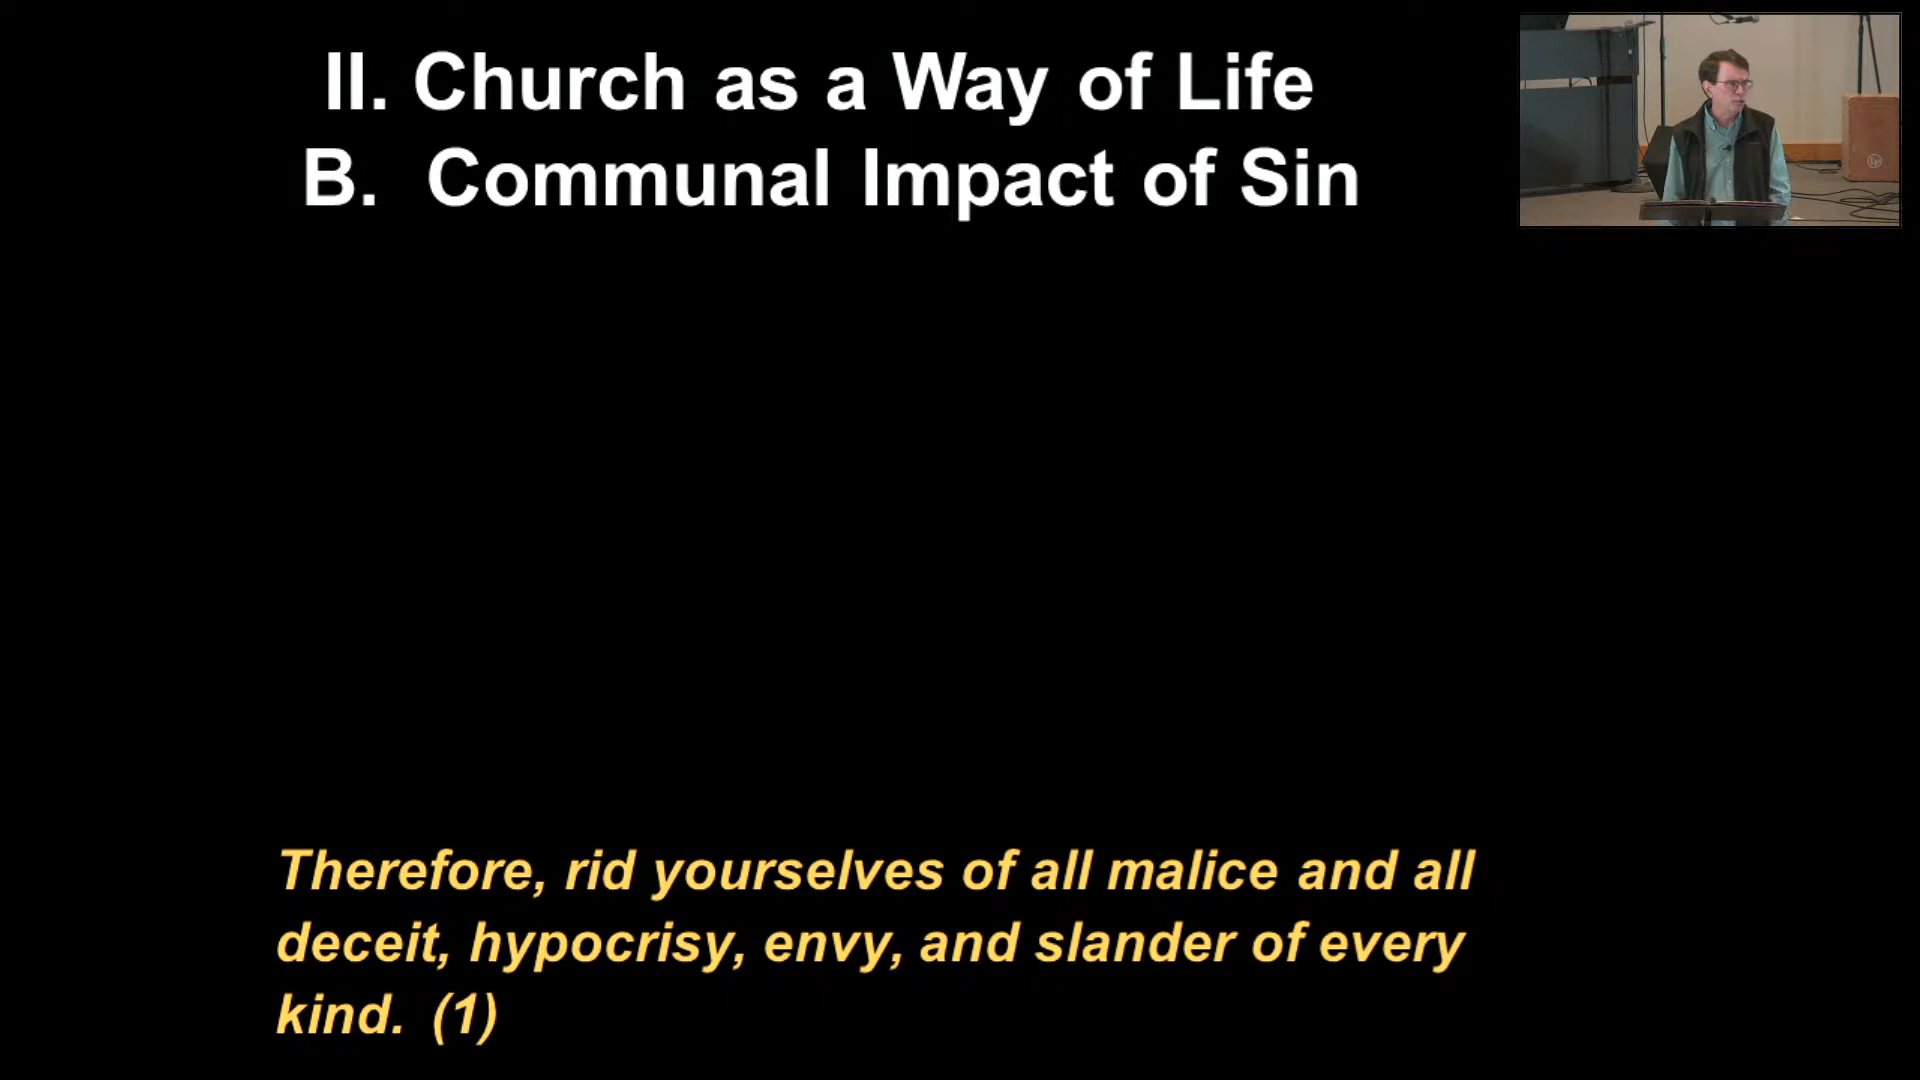 II. Church as a Way of Life
B. Communal Impact of Sin
Therefore, rid yourselves of all malice and all
deceit, hypocrisy, envy, and slander of every
kind. (1)